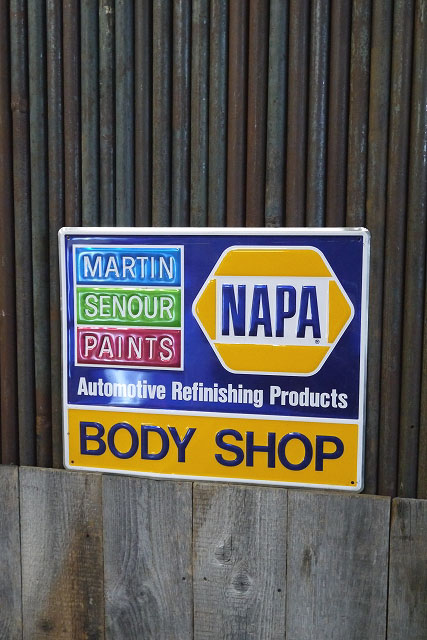 MARTIN
SENOUR
PAINTS
NAPA®
Automotive Refinishing Products
BODY SHOP